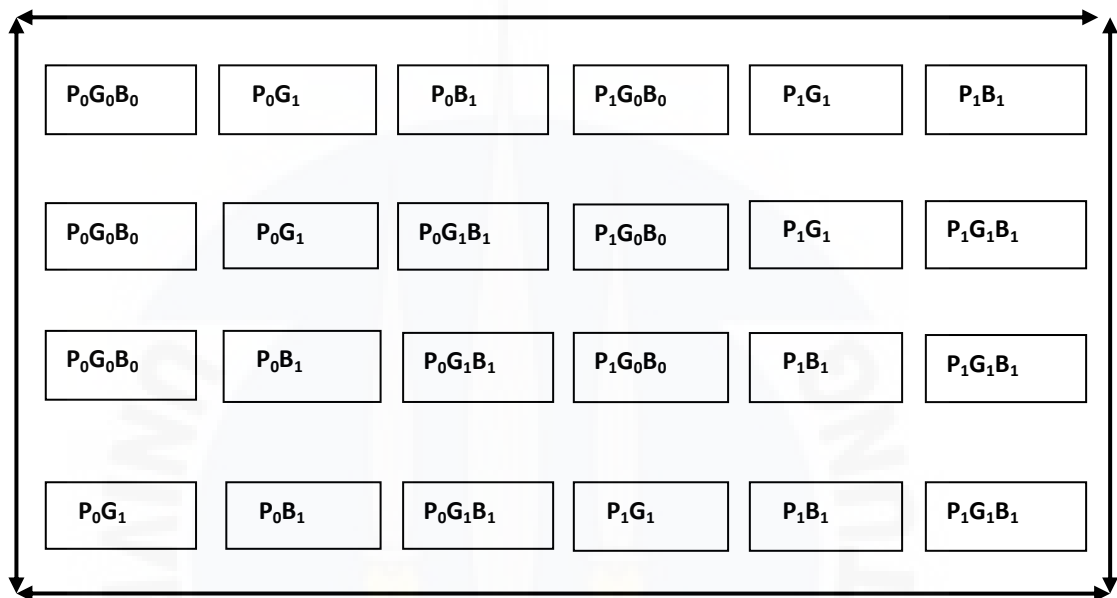 P₀G₀B₀ P₀G₁ P₀B₁ P₁G₀B₀ P₁G₁ P₁B₁
P₀G₀B₀ P₀G₁ P₀G₁B₁ P₁G₀B₀ P₁G₁ P₁G₁B₁
P₀G₀B₀ P₀B₁ P₀G₁B₁ P₁G₀B₀ P₁B₁ P₁G₁B₁
P₀G₁ P₀B₁ P₀G₁B₁ P₁G₁ P₁B₁ P₁G₁B₁